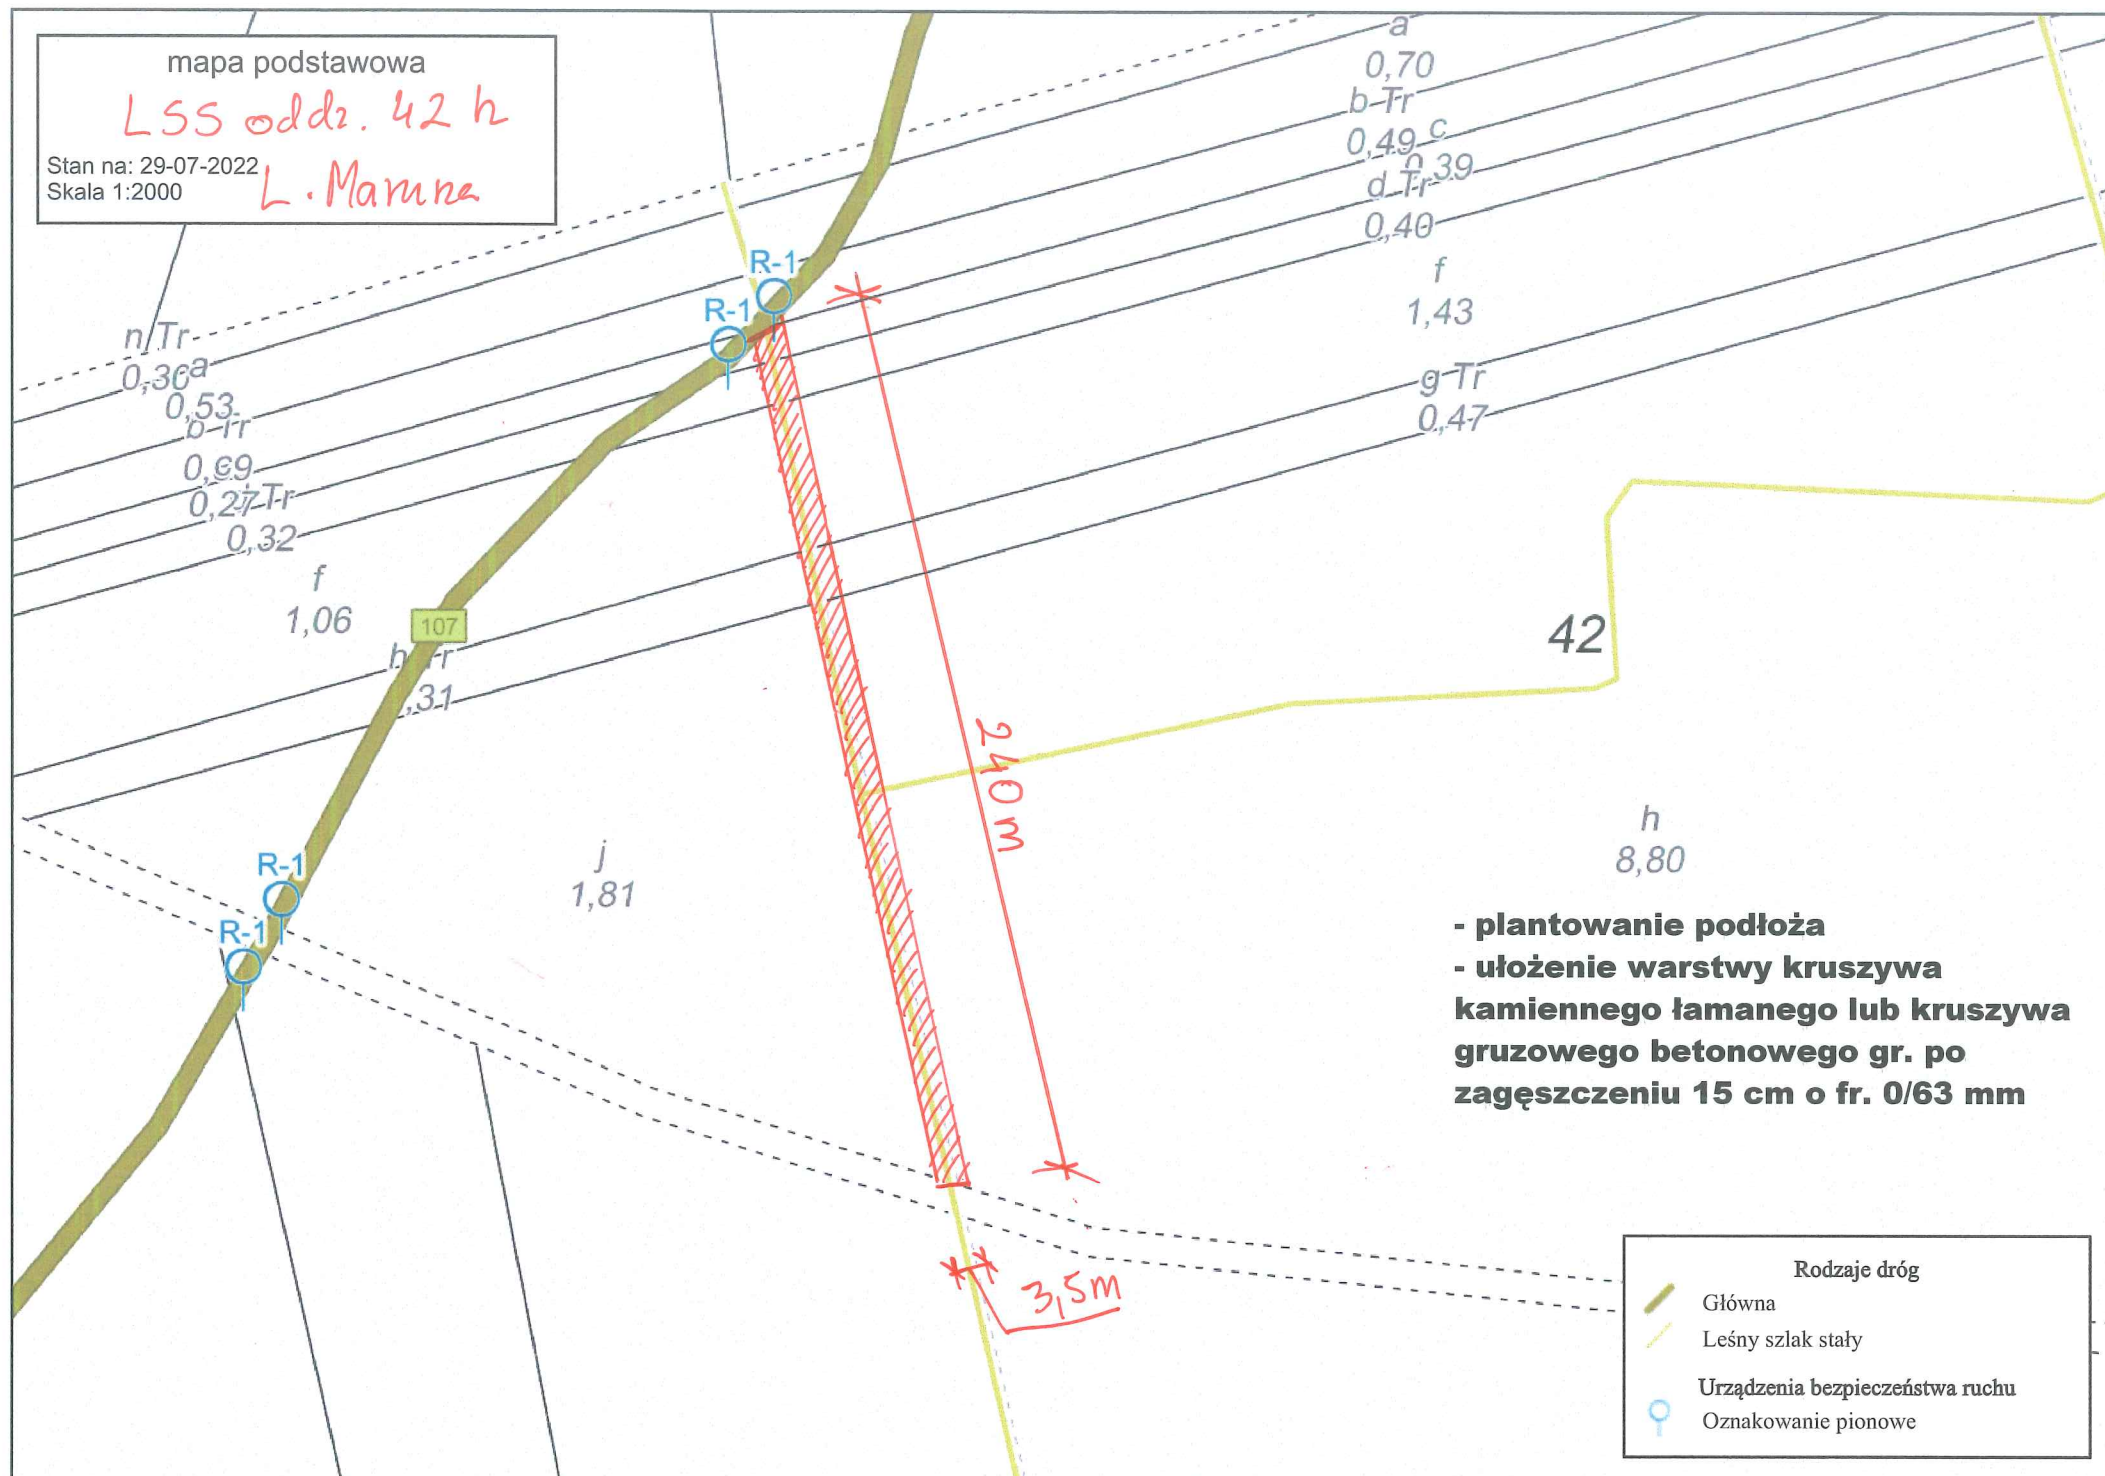 mapa podstawowa
LSS oddz. 42 h
Stan na: 29-07-2022
Skala 1:2000
a
0,70
b Tr
0,49
c
0,39
d Tr
0,40
f
1,43
g Tr
0,47
R-1
R-1
n Tr
0,36
a
0,53
b Tr
0,27
Tr
0,32
f
1,06
107
h Tr
,31
42
240 m
h
8,80
j
1,81
R-1
R-1
- plantowanie podłoża
- ułożenie warstwy kruszywa
kamiennego łamanego lub kruszywa
gruzowego betonowego gr. po
zagęszczeniu 15 cm o fr. 0/63 mm
3,5m
Rodzaje dróg
Główna
Leśny szlak stały
Urządzenia bezpieczeństwa ruchu
Oznakowanie pionowe